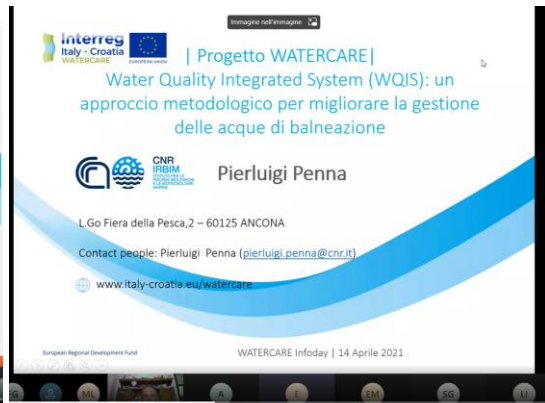 Immagine nell'immagine
Interreg
Italy - Croatia
WATERCARE
EUROPEAN UNION
| Progetto WATERCARE|
Water Quality Integrated System (WQIS): un
approccio metodologico per migliorare la gestione
delle acque di balneazione
CNR
IRBIM
Pierluigi Penna
L.Go Fiera della Pesca,2 – 60125 ANCONA
Contact people: Pierluigi Penna (pierluigi.penna@cnr.it)
www.italy-croatia.eu/watercare
European Regional Development Fund
WATERCARE Infoday | 14 Aprile 2021
ML
A
E
EM
SG
LI